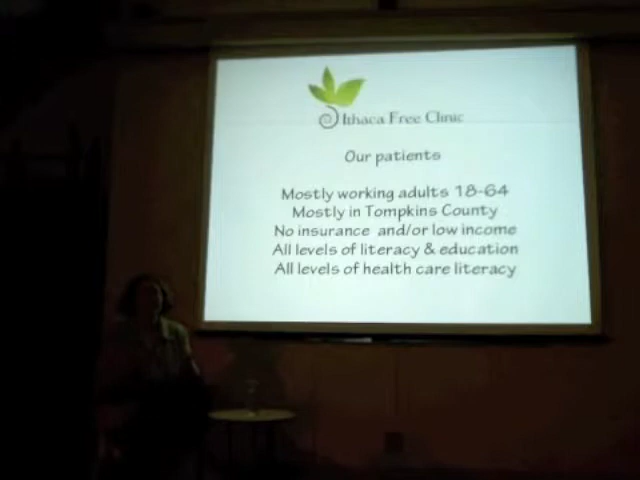 Ithaca Free Clinic
Our patients
Mostly working adults 18-64
Mostly in Tompkins County
No insurance and/or low income
All levels of literacy & education
All levels of health care literacy